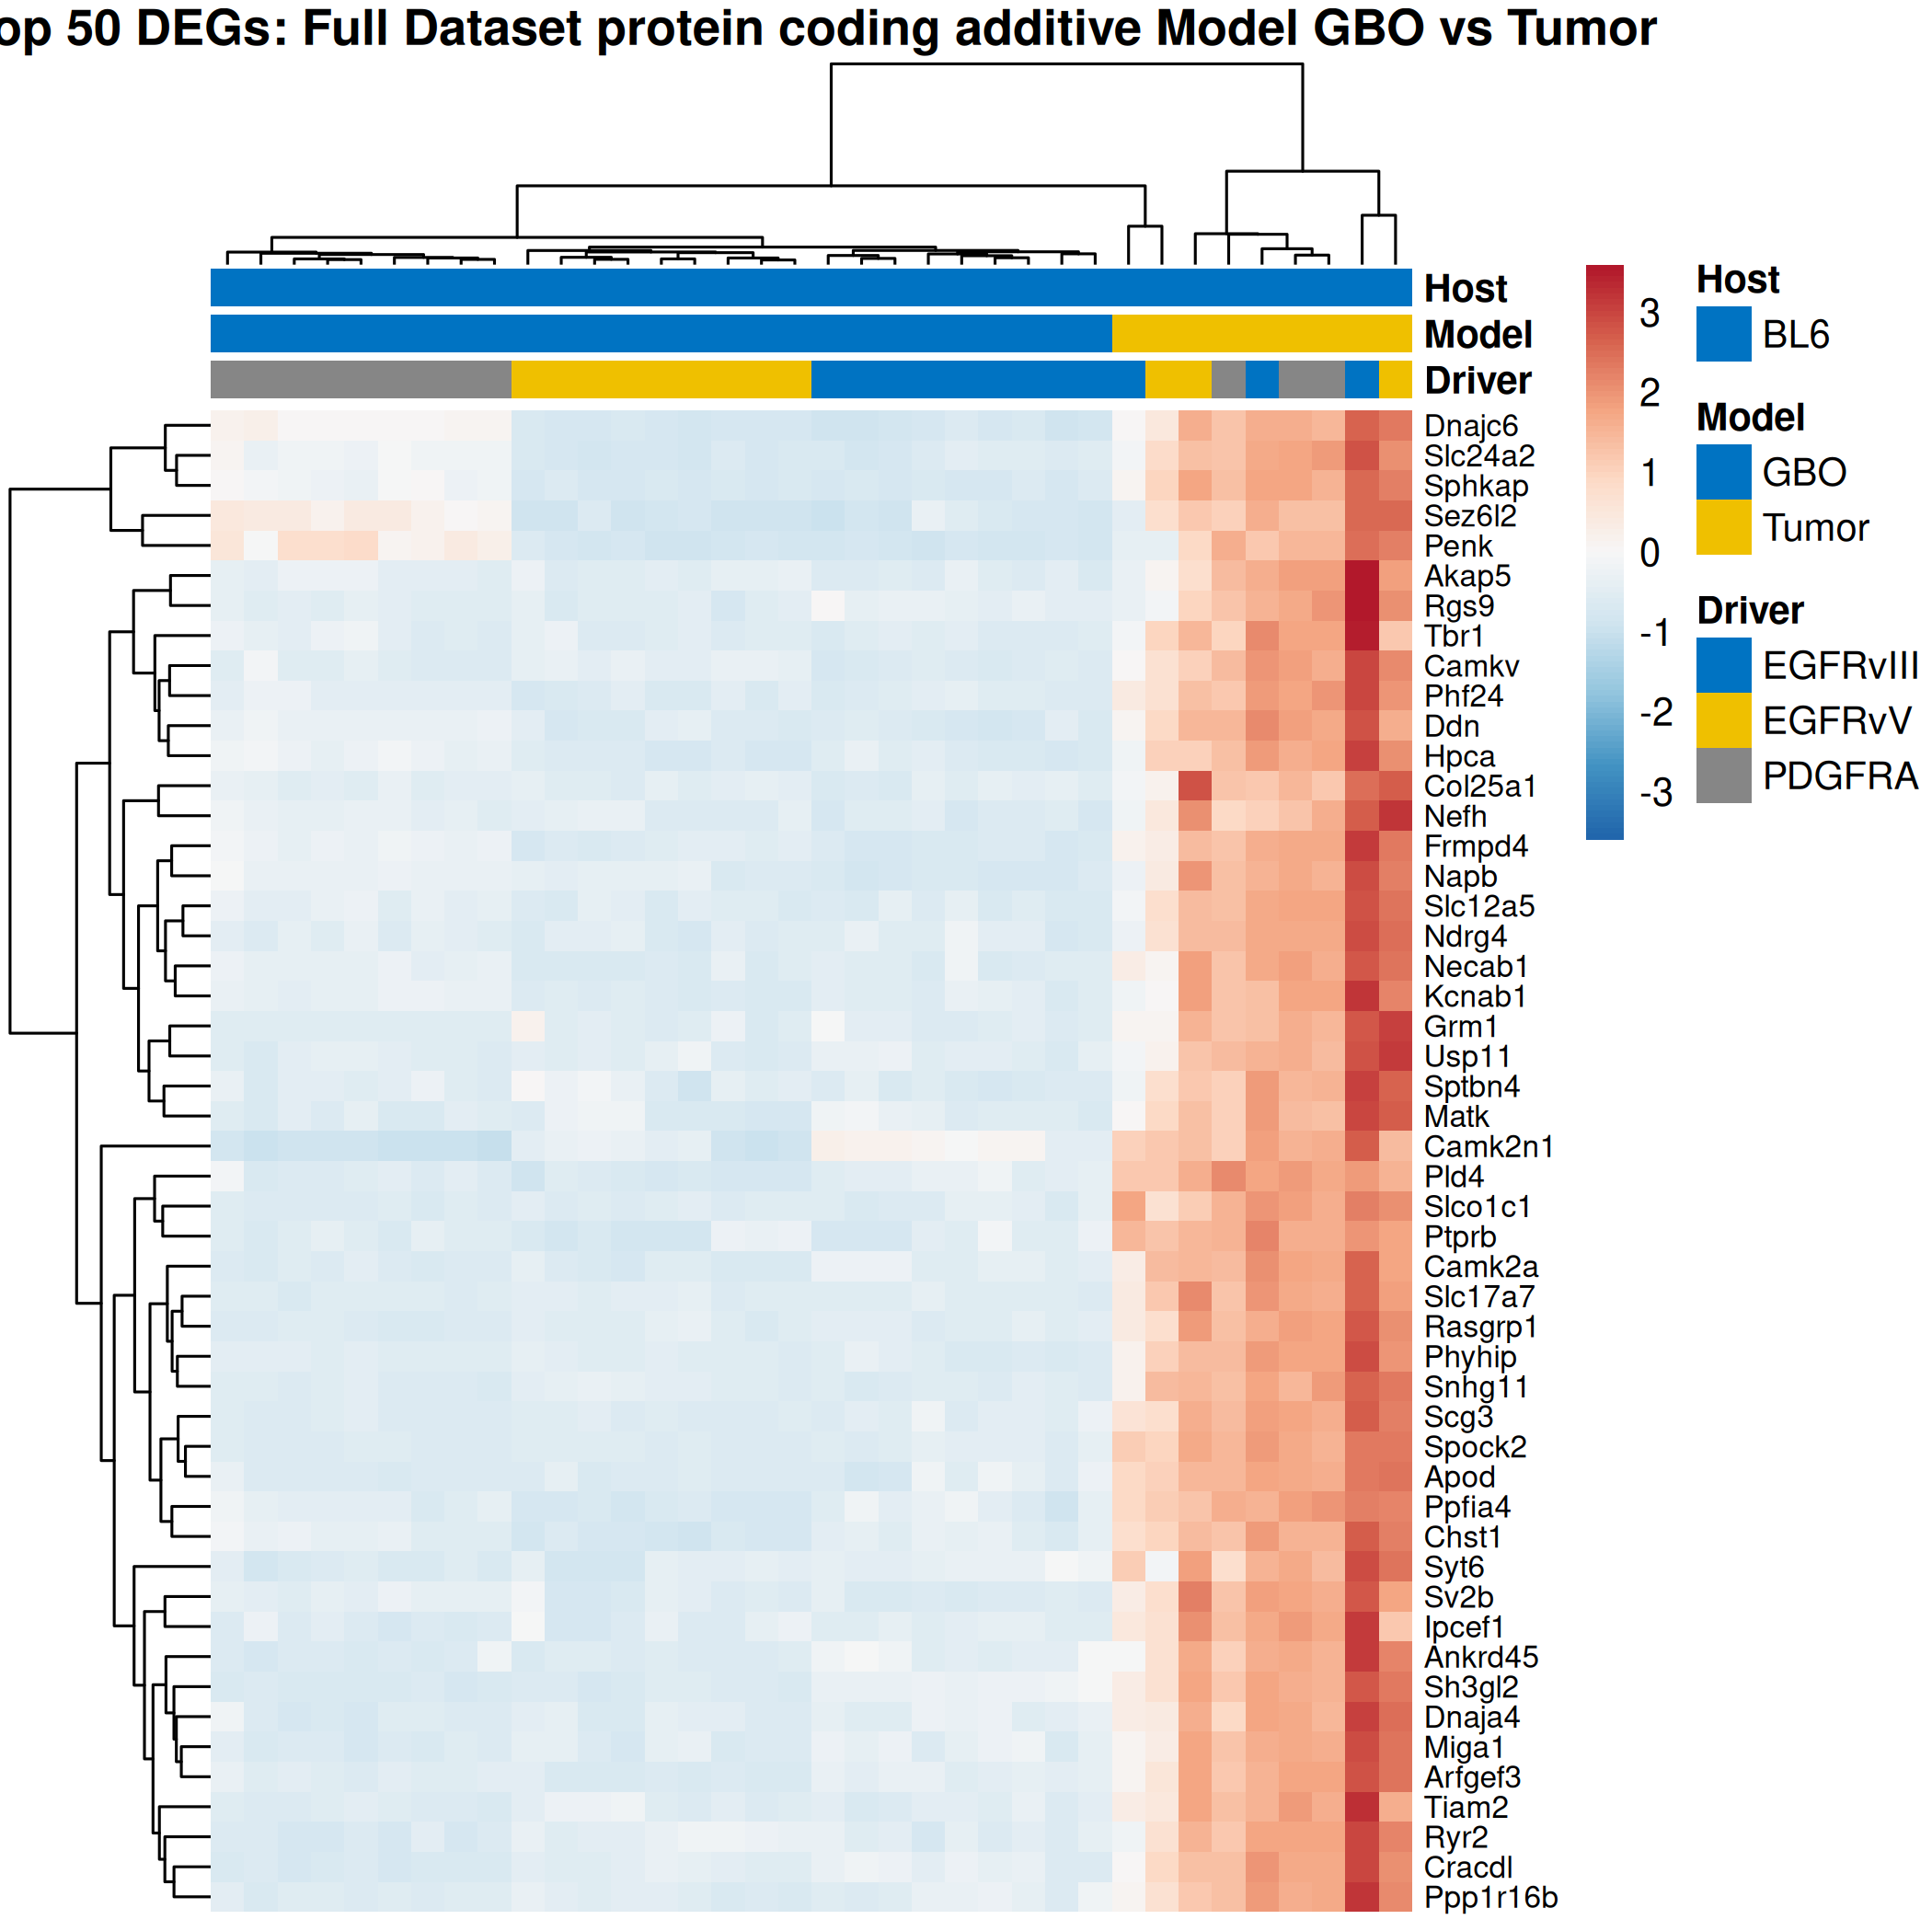 op 50 DEGs: Full Dataset protein coding additive Model GBO vs Tumor
Host
Model
Driver
Dnajc6
Slc24a2
Sphkap
Sez6l2
Penk
Akap5
Rgs9
Tbr1
Camkv
Phf24
Ddn
Hpca
Col25a1
Nefh
Frmpd4
Napb
Slc12a5
Ndrg4
Necab1
Kcnab1
Grm1
Usp11
Sptbn4
Matk
Camk2n1
Pld4
Slco1c1
Ptprb
Camk2a
Slc17a7
Rasgrp1
Phyhip
Snhg11
Scg3
Spock2
Apod
Ppfia4
Chst1
Syt6
Sv2b
Ipcef1
Ankrd45
Sh3gl2
Dnaja4
Miga1
Arfgef3
Tiam2
Ryr2
Cracdl
Ppp1r16b
3
2
1
0
-1
-2
-3
Host
BL6
Model
GBO
Tumor
Driver
EGFRvIII
EGFRvV
PDGFRA